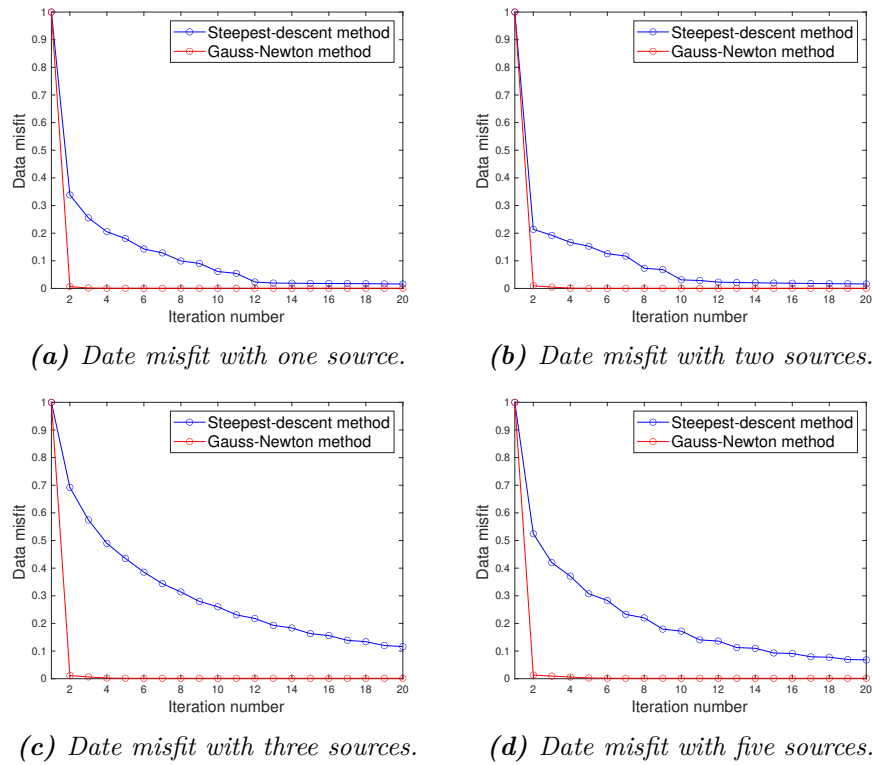 1
0.9
0.8
0.7
0.6
0.5
0.4
0.3
0.2
0.1
0
Data misfit
Steepest-descent method
Gauss-Newton method
2 4 6 8 10 12 14 16 18 20
Iteration number
(a) Date misfit with one source.
1
0.9
0.8
0.7
0.6
0.5
0.4
0.3
0.2
0.1
0
Data misfit
Steepest-descent method
Gauss-Newton method
2 4 6 8 10 12 14 16 18 20
Iteration number
(b) Date misfit with two sources.
1
0.9
0.8
0.7
0.6
0.5
0.4
0.3
0.2
0.1
0
Data misfit
Steepest-descent method
Gauss-Newton method
2 4 6 8 10 12 14 16 18 20
Iteration number
(c) Date misfit with three sources.
1
0.9
0.8
0.7
0.6
0.5
0.4
0.3
0.2
0.1
0
Data misfit
Steepest-descent method
Gauss-Newton method
2 4 6 8 10 12 14 16 18 20
Iteration number
(d) Date misfit with five sources.